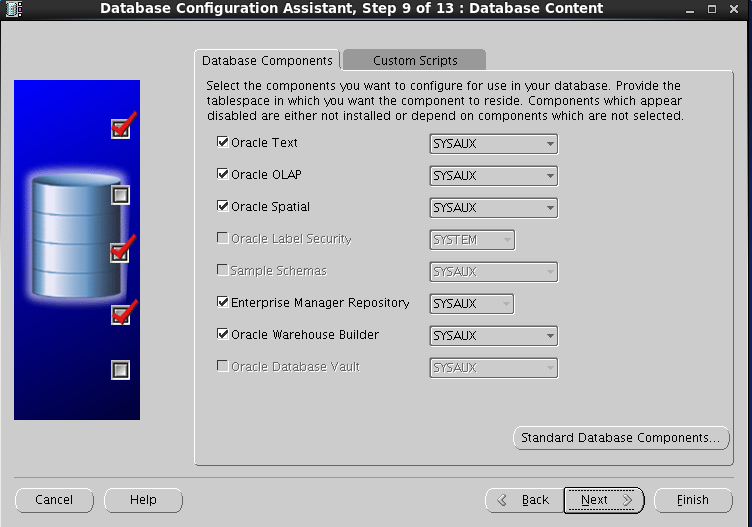 Database Configuration Assistant, Step 9 of 13 : Database Content
Database Components
Custom Scripts
Select the components you want to configure for use in your database. Provide the
tablespace in which you want the component to reside. Components which appear
disabled are either not installed or depend on components which are not selected.
Oracle Text SYSAUX
Oracle OLAP SYSAUX
Oracle Spatial SYSAUX
Oracle Label Security SYSTEM
Sample Schemas SYSAUX
Enterprise Manager Repository SYSAUX
Oracle Warehouse Builder SYSAUX
Oracle Database Vault SYSAUX
Standard Database Components...
Cancel Help Back Next Finish